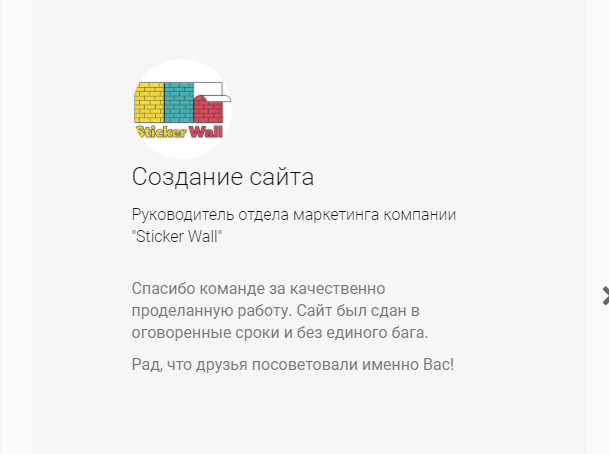 Sticker Wall
Создание сайта
Руководитель отдела маркетинга компании
"Sticker Wall"
Спасибо команде за качественно
проделанную работу. Сайт был сдан в
оговоренные сроки и без единого бага.
Рад, что друзья посоветовали именно Вас!